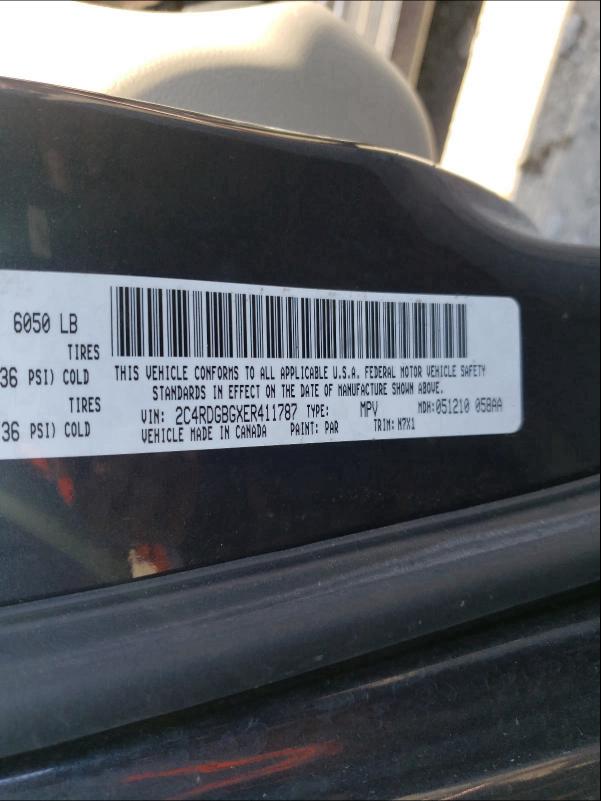 6050 LB
TIRES
36 PSI) COLD
TIRES
36 PSI) COLD
THIS VEHICLE CONFORMS TO ALL APPLICABLE U.S.A. FEDERAL MOTOR VEHICLE SAFETY
STANDARDS IN EFFECT ON THE DATE OF MANUFACTURE SHOWN ABOVE.
VIN: 2C4RDGBGXER411787 TYPE: MPV MDH:051210 058AA
VEHICLE MADE IN CANADA PAINT: PAR TRIM: N7X1